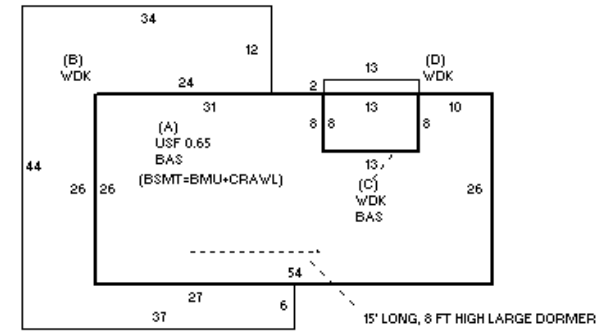 34
12
(B)
WDK
24
2
13
(D)
WDK
31
8
8
13
8
10
(A)
USF 0.65
BAS
(BSMT=BMU+CRAWL)
44
26
26
13
(C)
WDK
BAS
26
54
27
6
37
15' LONG, 8 FT HIGH LARGE DORMER